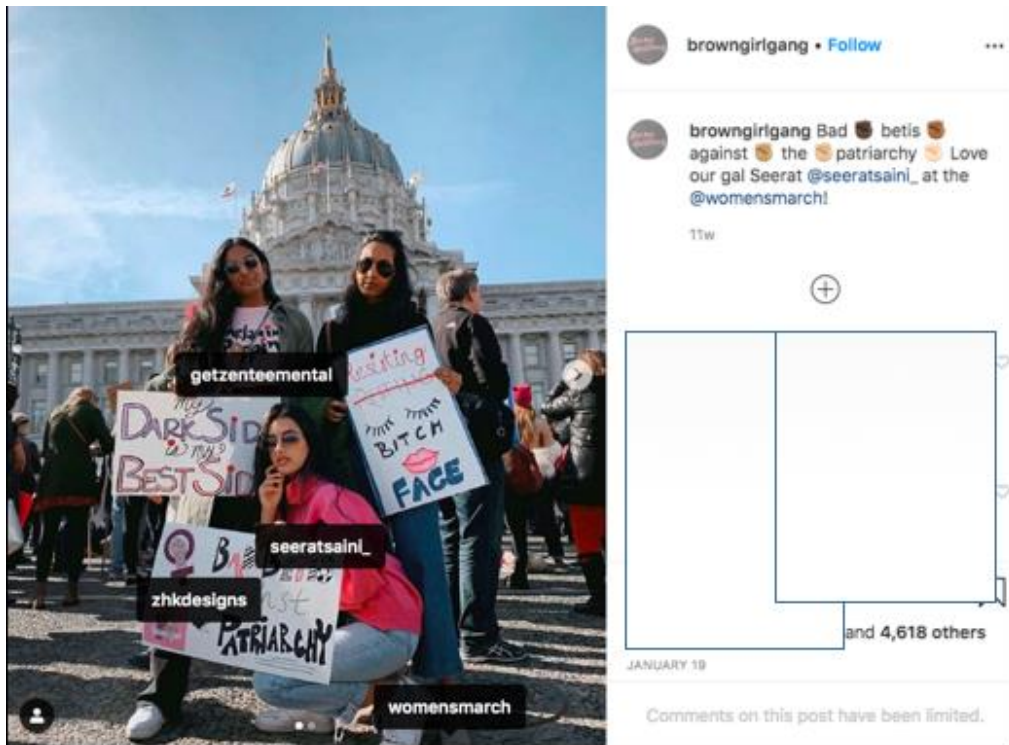 browngirlgang • Follow
browngirlgang Bad ✊🏿 betis ✊🏾
against ✊🏽 the ✊🏼 patriarchy ✊🏻 Love
our gal Seerat @seeratsaini_ at the
@womensmarch!
11w
and 4,618 others
JANUARY 19
Comments on this post have been limited.
getzenteemental
my
DARK SID
is my
BEST SID
Resisting
BITCH
FACE
seeratsaini_
zhkdesigns
PATRIARCHY
womensmarch